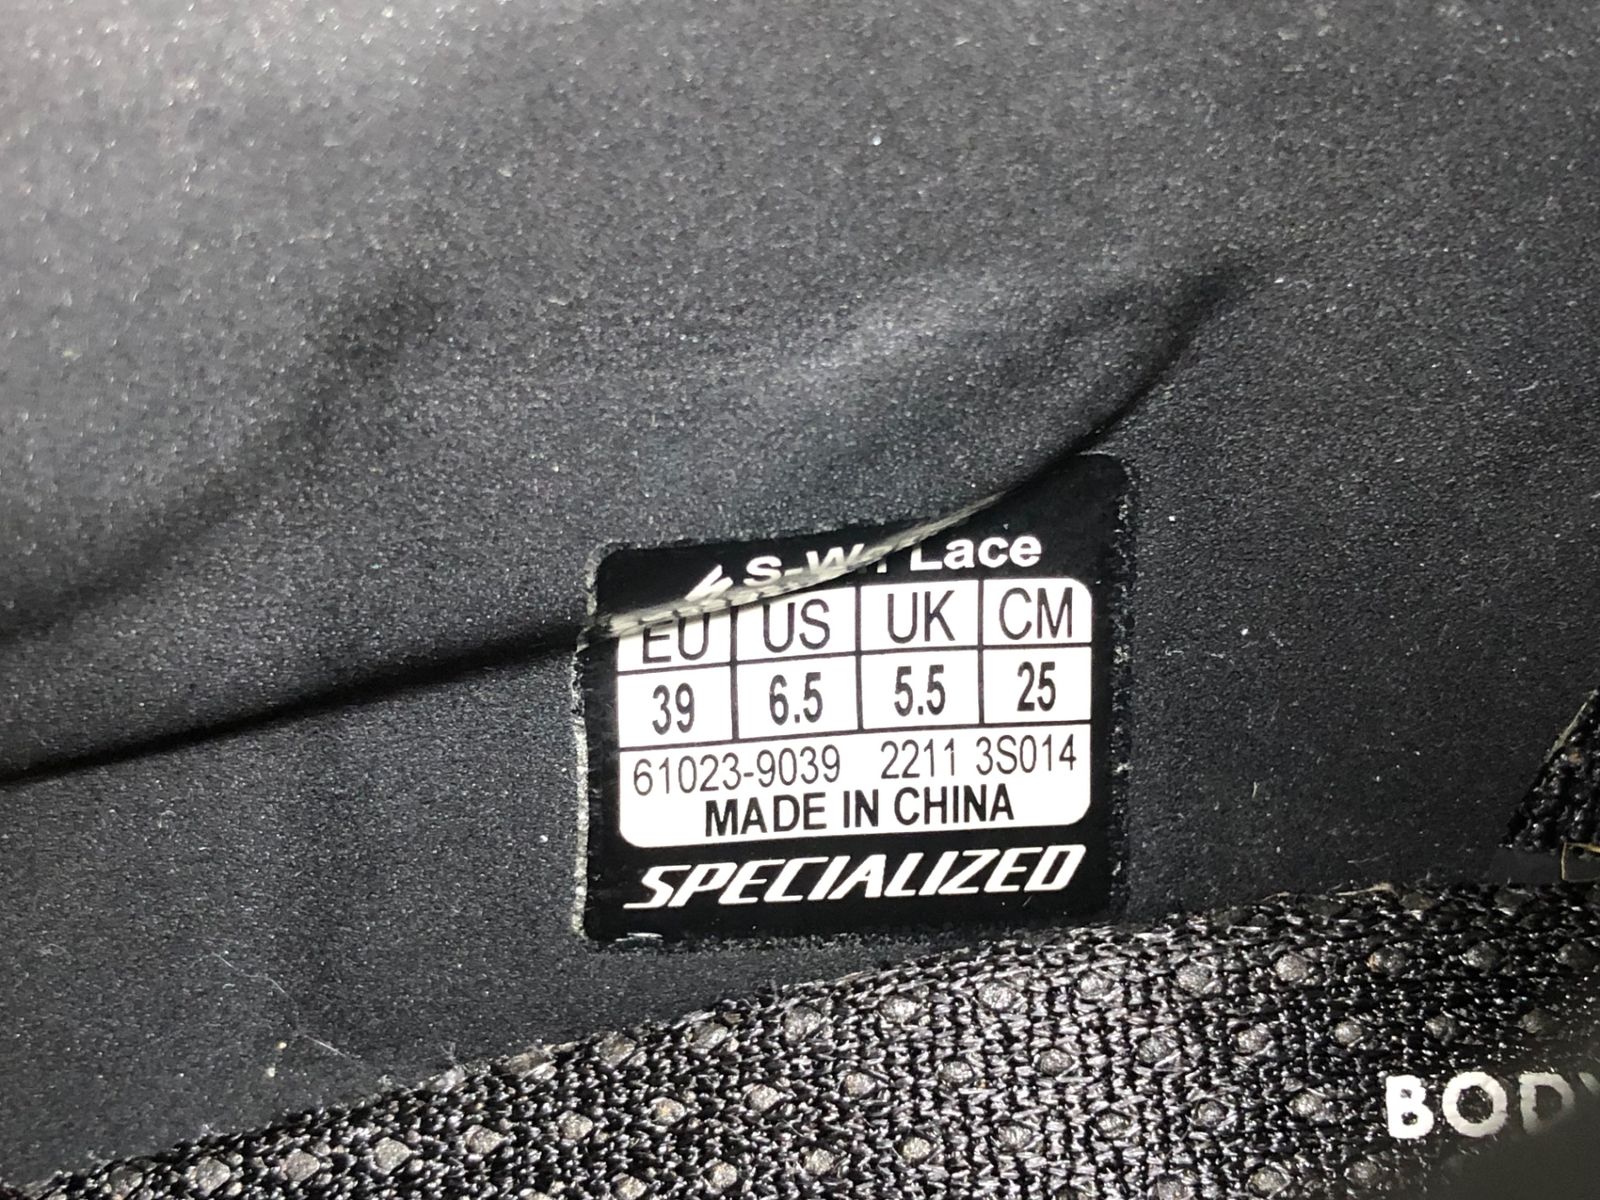 Lace
EU US UK CM
39 6.5 5.5 25
61023-9039 2211 3S014
MADE IN CHINA
SPECIALIZED